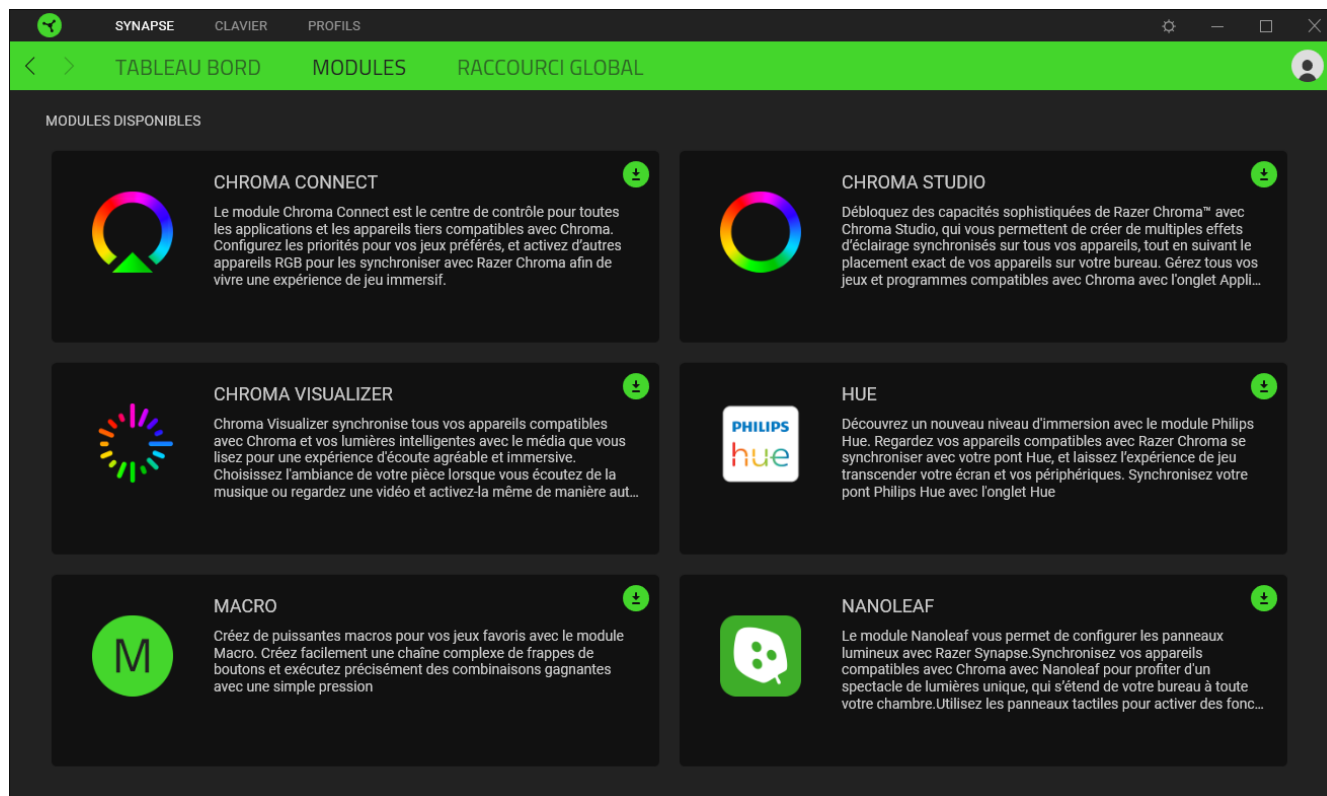 SYNAPSE CLAVIER PROFILS
TABLEAU BORD MODULES RACCOURCI GLOBAL
MODULES DISPONIBLES
CHROMA CONNECT
Le module Chroma Connect est le centre de contrôle pour toutes
les applications et les appareils tiers compatibles avec Chroma.
Configurez les priorités pour vos jeux préférés, et activez d'autres
appareils RGB pour les synchroniser avec Razer Chroma afin de
vivre une expérience de jeu immersif.
CHROMA STUDIO
Débloquez des capacités sophistiquées de Razer Chroma™ avec
Chroma Studio, qui vous permettent de créer de multiples effets
d'éclairage synchronisés sur tous vos appareils, tout en suivant le
placement exact de vos appareils sur votre bureau. Gérez tous vos
jeux et programmes compatibles avec Chroma avec l'onglet Appli...
CHROMA VISUALIZER
Chroma Visualizer synchronise tous vos appareils compatibles
avec Chroma et vos lumières intelligentes avec le média que vous
lisez pour une expérience d'écoute agréable et immersive.
Choisissez l'ambiance de votre pièce lorsque vous écoutez de la
musique ou regardez une vidéo et activez-la même de manière aut...
PHILIPS
hue
HUE
Découvrez un nouveau niveau d'immersion avec le module Philips
Hue. Regardez vos appareils compatibles avec Razer Chroma se
synchroniser avec votre pont Hue, et laissez l'expérience de jeu
transcender votre écran et vos périphériques. Synchronisez votre
pont Philips Hue avec l'onglet Hue
M
MACRO
Créez de puissantes macros pour vos jeux favoris avec le module
Macro. Créez facilement une chaîne complexe de frappes de
boutons et exécutez précisément des combinaisons gagnantes
avec une simple pression
NANOLEAF
Le module Nanoleaf vous permet de configurer les panneaux
lumineux avec Razer Synapse.Synchronisez vos appareils
compatibles avec Chroma avec Nanoleaf pour profiter d'un
spectacle de lumières unique, qui s'étend de votre bureau à toute
votre chambre.Utilisez les panneaux tactiles pour activer des fonc...